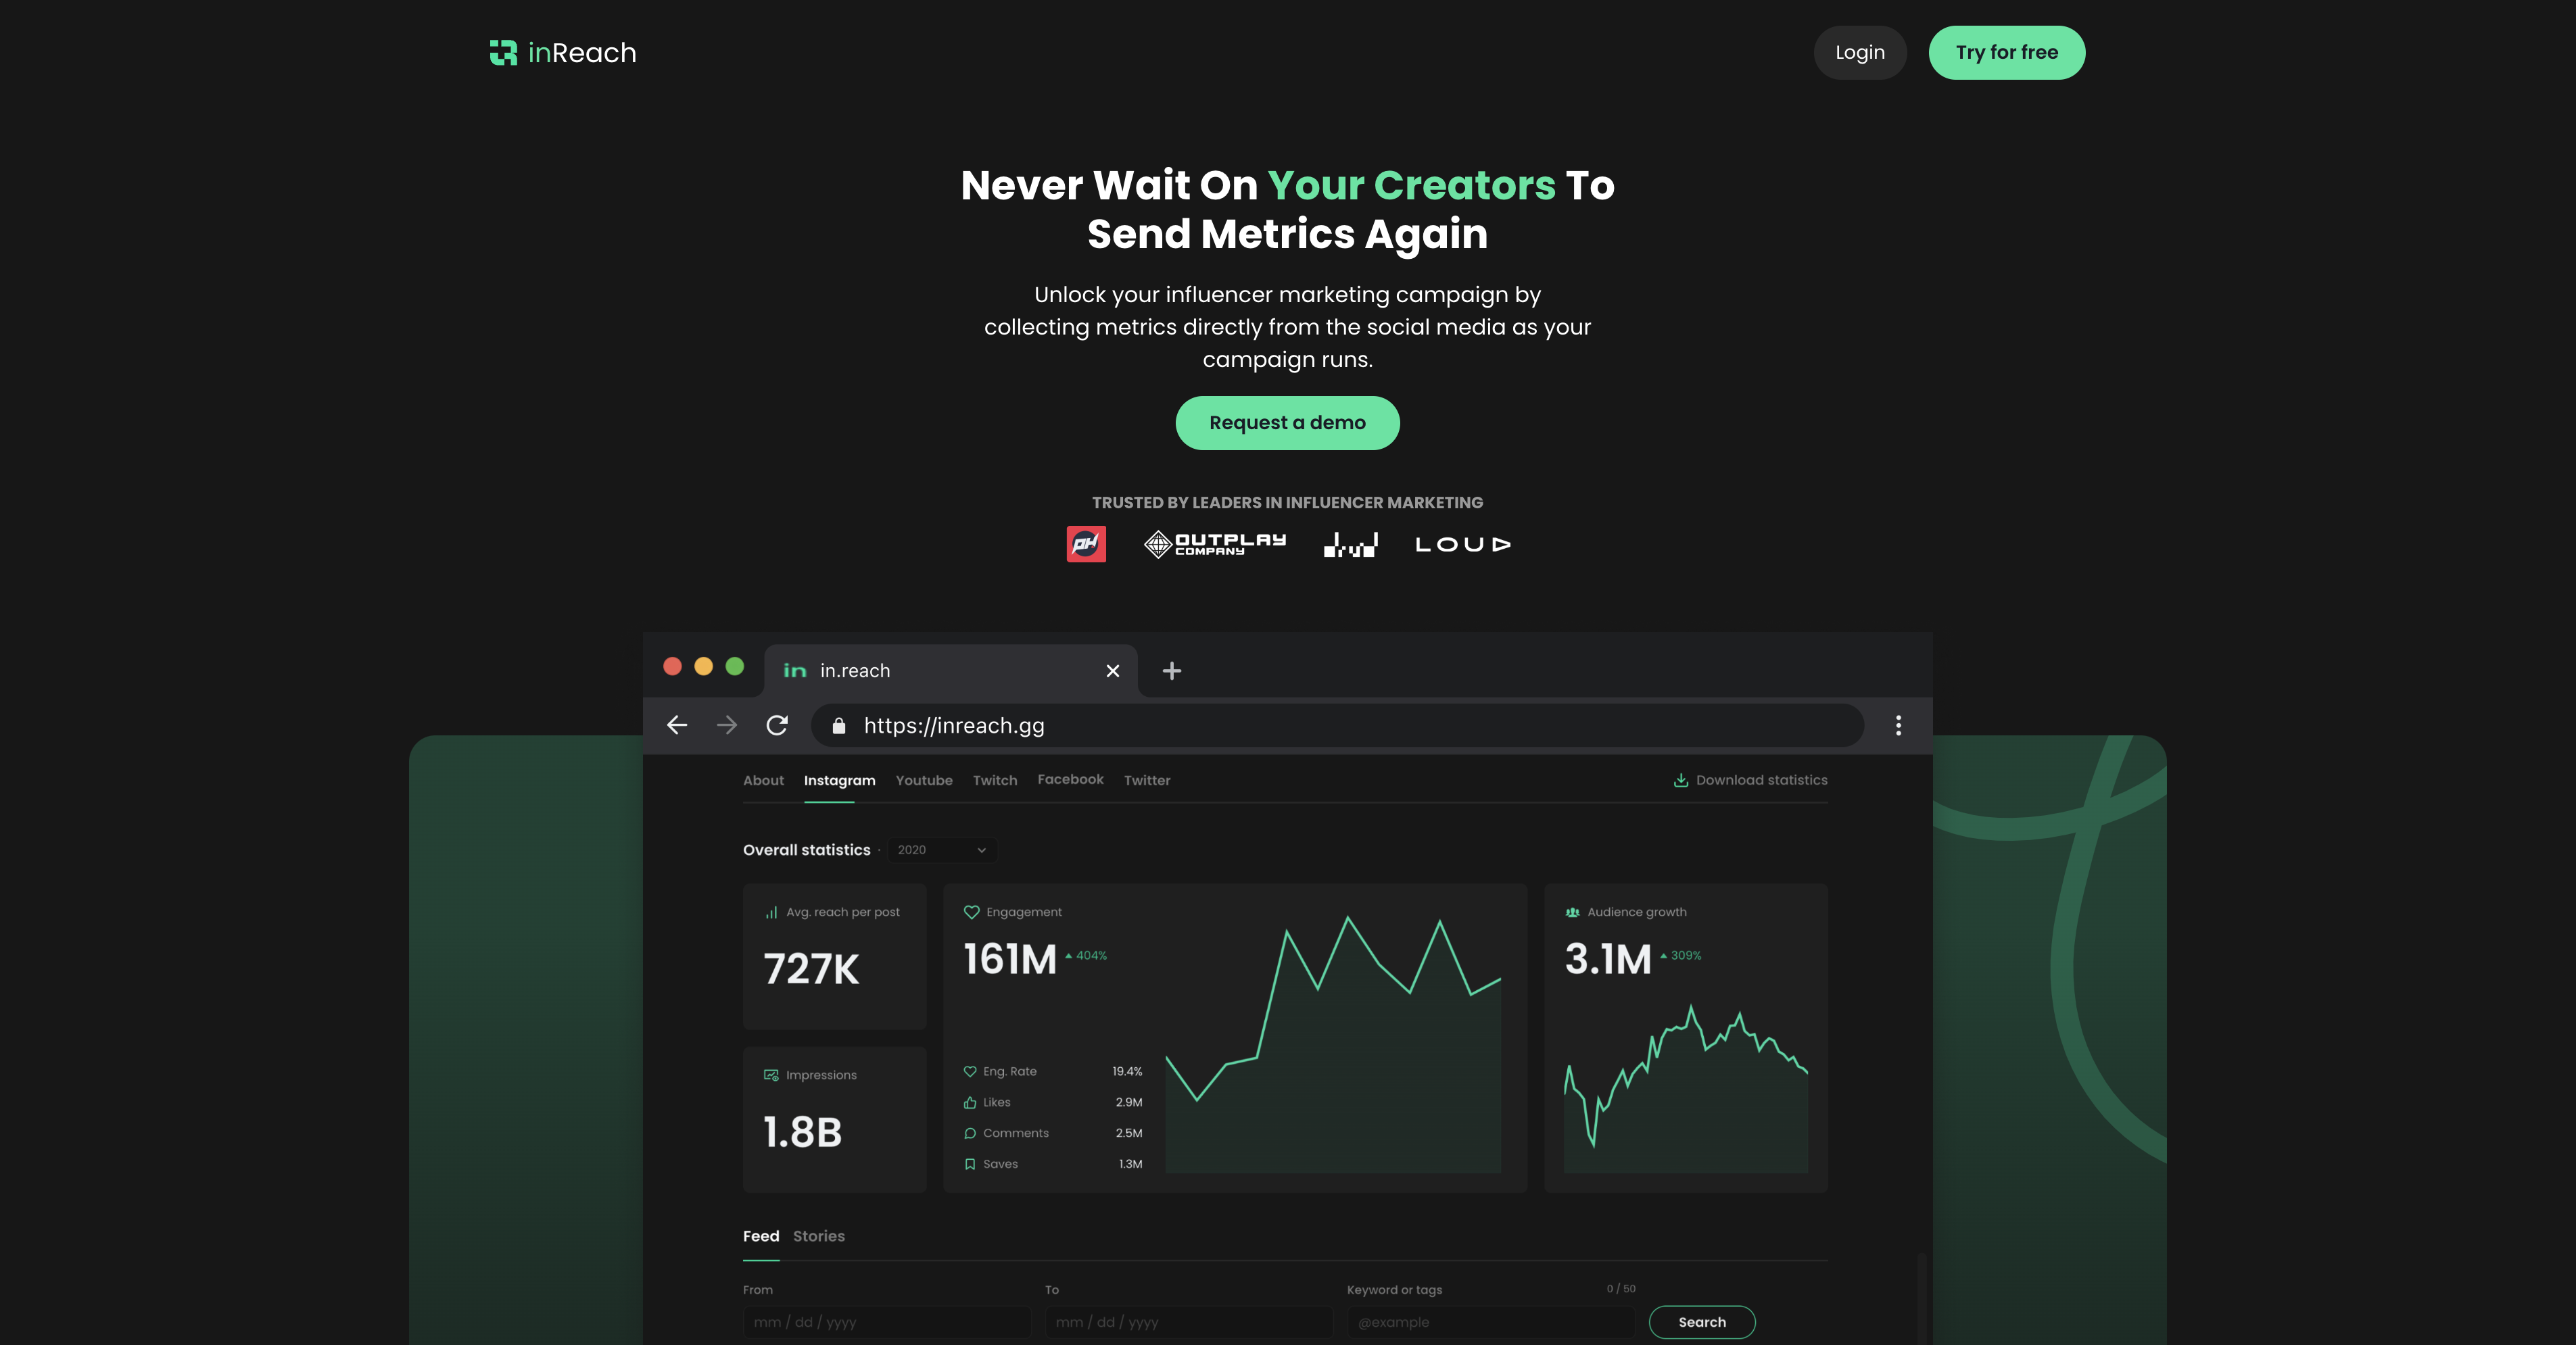 inReach
Login
Try for free
Never Wait On Your Creators To
Send Metrics Again
Unlock your influencer marketing campaign by
collecting metrics directly from the social media as your
campaign runs.
Request a demo
TRUSTED BY LEADERS IN INFLUENCER MARKETING
OUTPLAY
COMPANY
LOUD
in in.reach
https://inreach.gg
About Instagram Youtube Twitch Facebook Twitter
Download statistics
Overall statistics · 2020
Avg. reach per post
727K
Impressions
1.8B
Engagement
161M 404%
Eng. Rate 19.4%
Likes 2.9M
Comments 2.5M
Saves 1.3M
Audience growth
3.1M 309%
Feed Stories
From
mm / dd / yyyy
To
mm / dd / yyyy
Keyword or tags 0 / 50
@example
Search